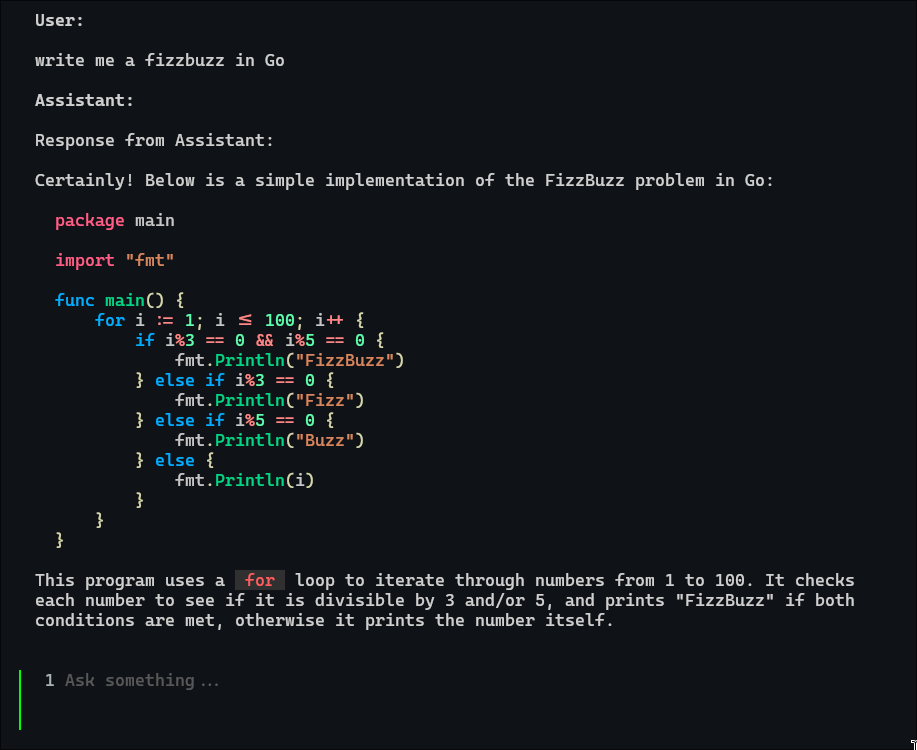 User:
write me a fizzbuzz in Go
Assistant:
Response from Assistant:
Certainly! Below is a simple implementation of the FizzBuzz problem in Go:
package main
import "fmt"
func main() {
    for i := 1; i <= 100; i++ {
        if i%3 == 0 && i%5 == 0 {
            fmt.Println("FizzBuzz")
        } else if i%3 == 0 {
            fmt.Println("Fizz")
        } else if i%5 == 0 {
            fmt.Println("Buzz")
        } else {
            fmt.Println(i)
        }
    }
}
This program uses a for loop to iterate through numbers from 1 to 100. It checks
each number to see if it is divisible by 3 and/or 5, and prints "FizzBuzz" if both
conditions are met, otherwise it prints the number itself.
1 Ask something...